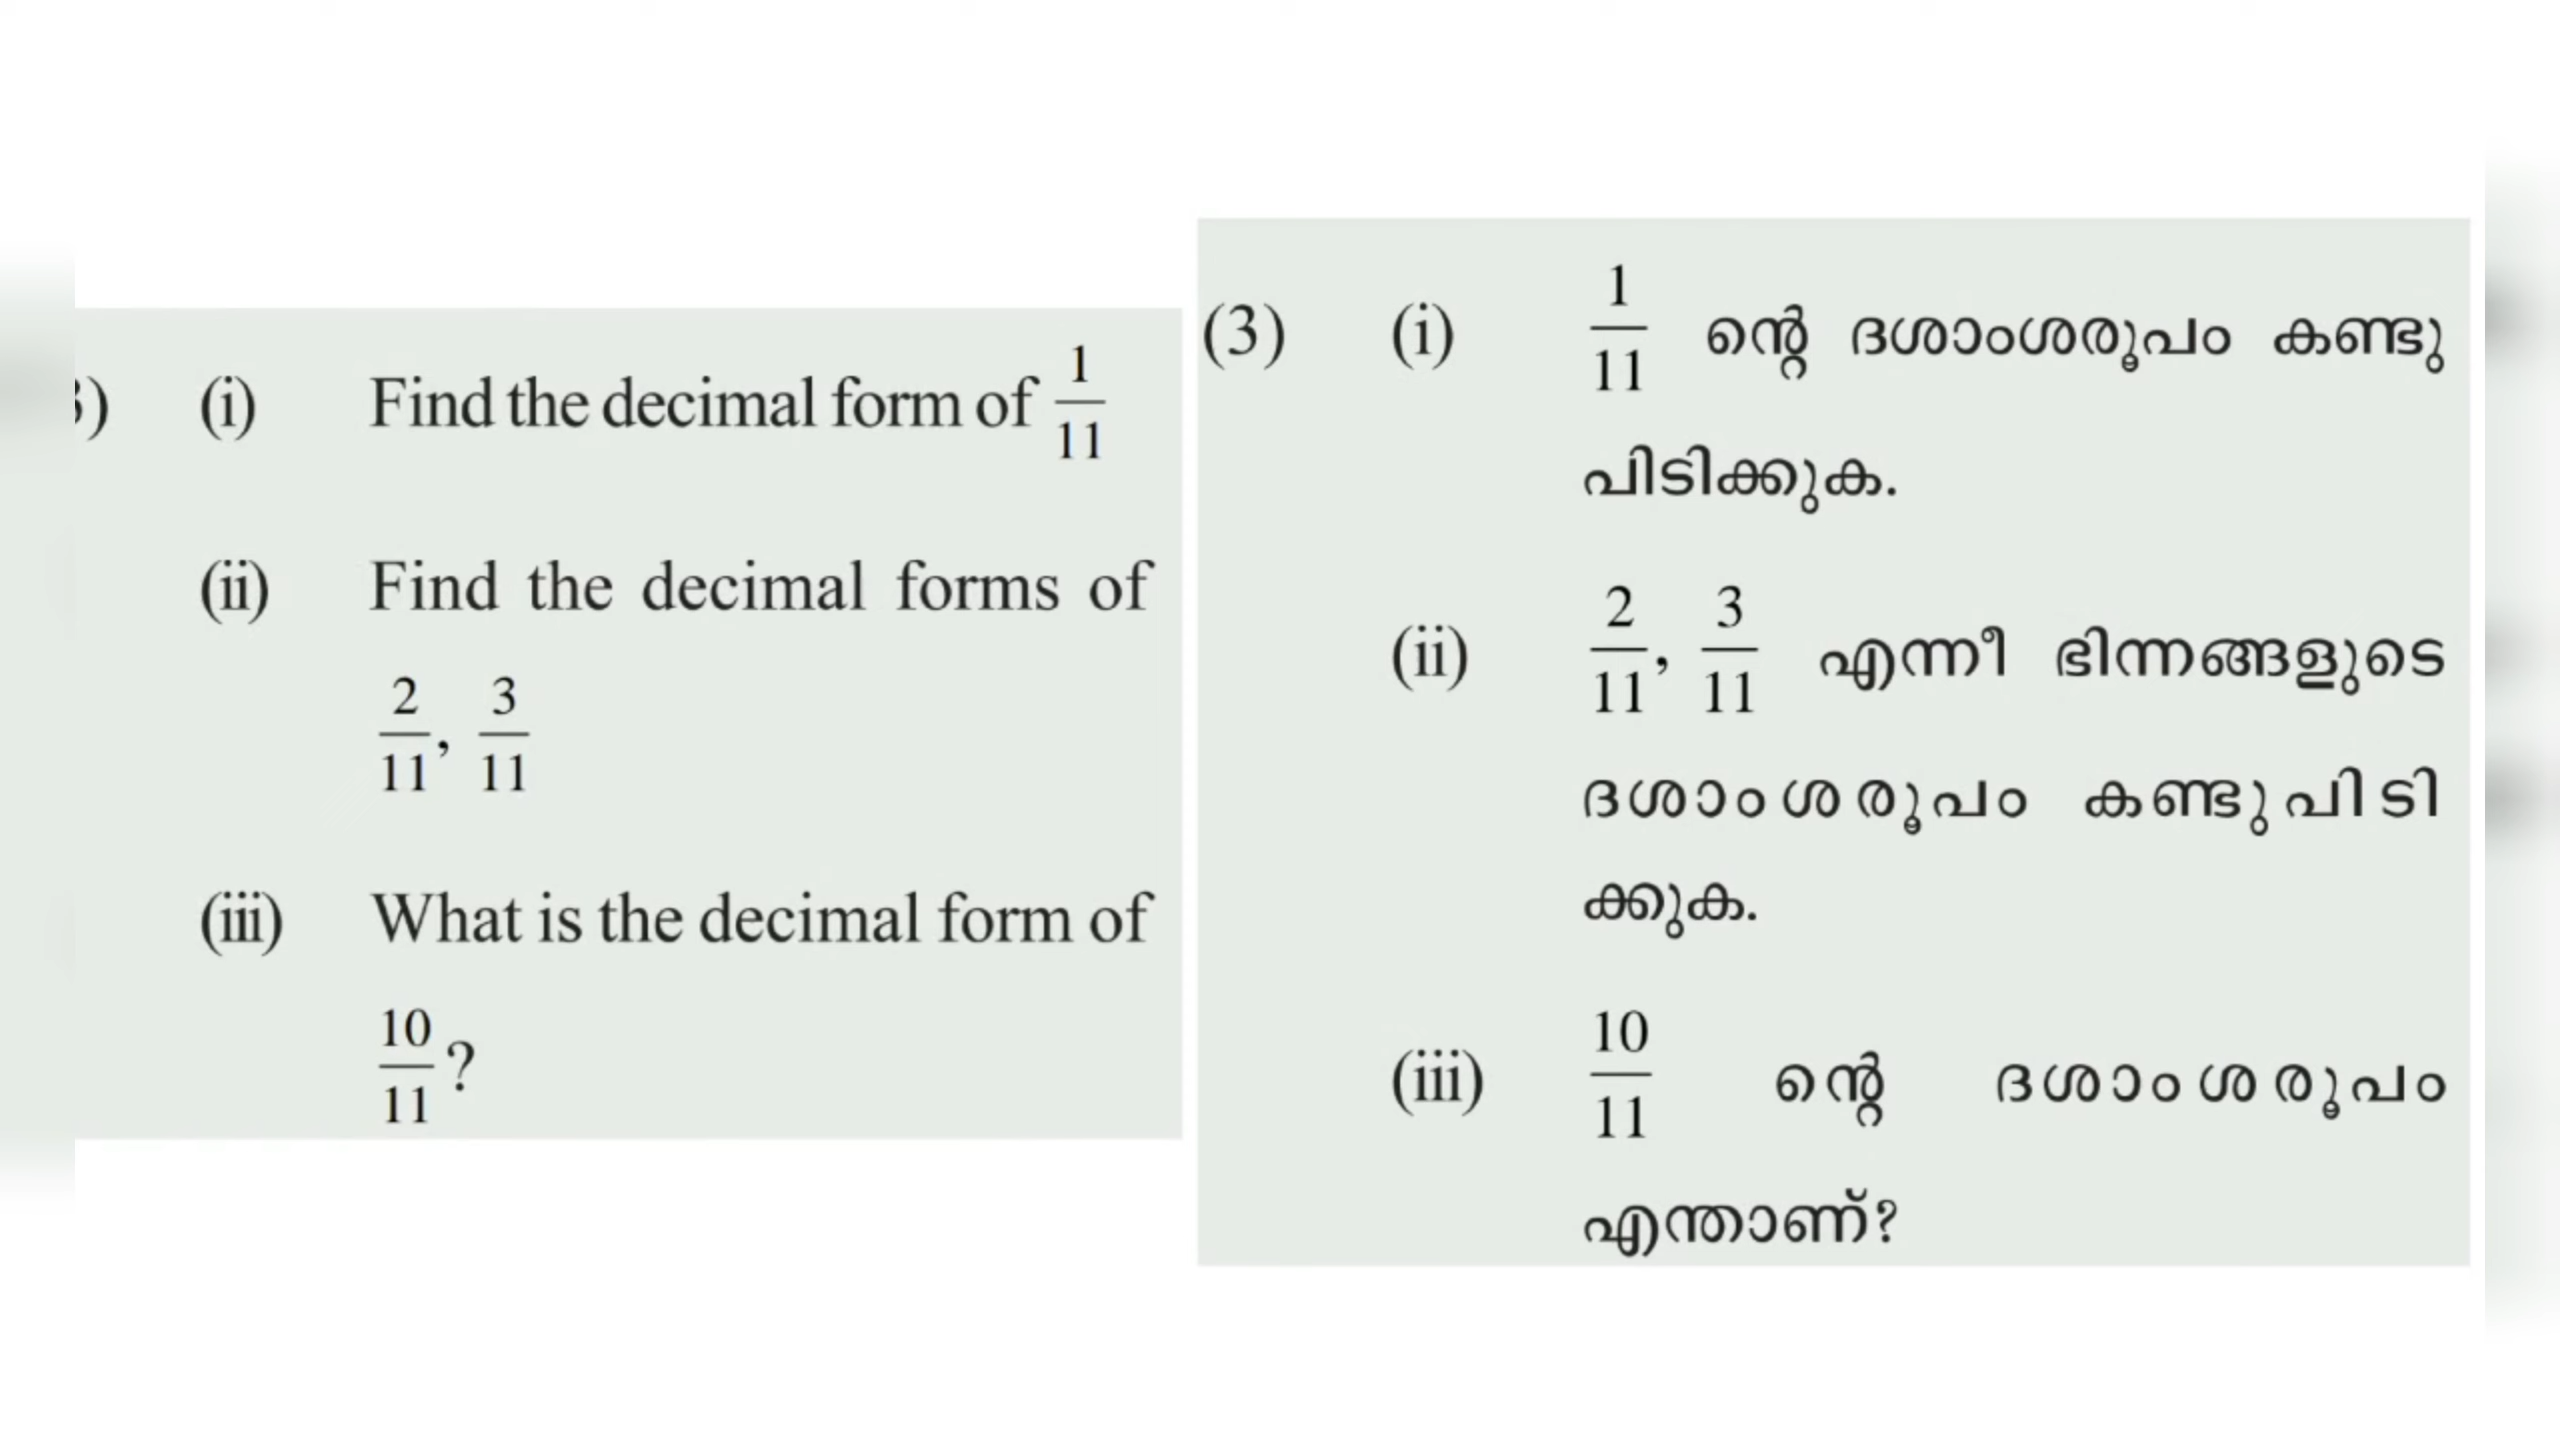 ) (i) Find the decimal form of 1/11
(ii) Find the decimal forms of
2/11, 3/11
(iii) What is the decimal form of
10/11?
(3) (i) 1/11 ന്റെ ദശാംശരൂപം കണ്ടു
പിടിക്കുക.
(ii) 2/11, 3/11 എന്നീ ഭിന്നങ്ങളുടെ
ദശാംശരൂപം കണ്ടുപിടി
ക്കുക.
(iii) 10/11 ന്റെ ദശാംശരൂപം
എന്താണ്?